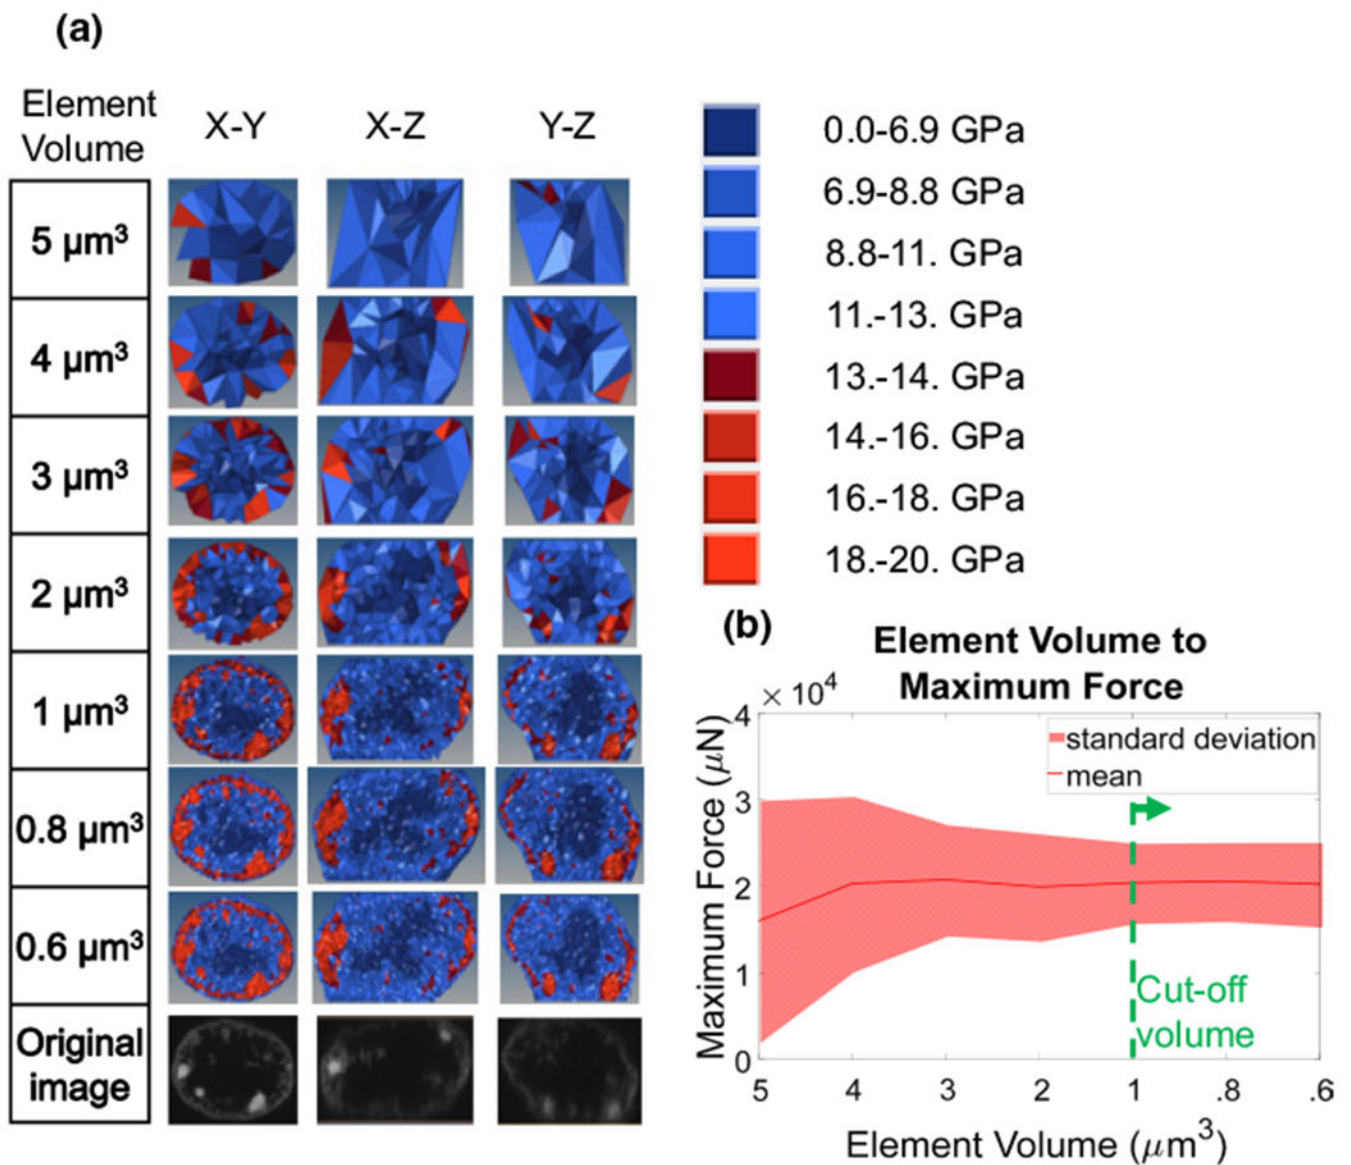 (a)
Element
Volume
X-Y
X-Z
Y-Z
5 μm³
4 μm³
3 μm³
2 μm³
1 μm³
0.8 μm³
0.6 μm³
Original
image
0.0-6.9 GPa
6.9-8.8 GPa
8.8-11. GPa
11.-13. GPa
13.-14. GPa
14.-16. GPa
16.-18. GPa
18.-20. GPa
(b)
Element Volume to
Maximum Force
× 10⁴
Maximum Force (μN)
4
3
2
1
0
standard deviation
mean
Cut-off
volume
5 4 3 2 1 .8 .6
Element Volume (μm³)